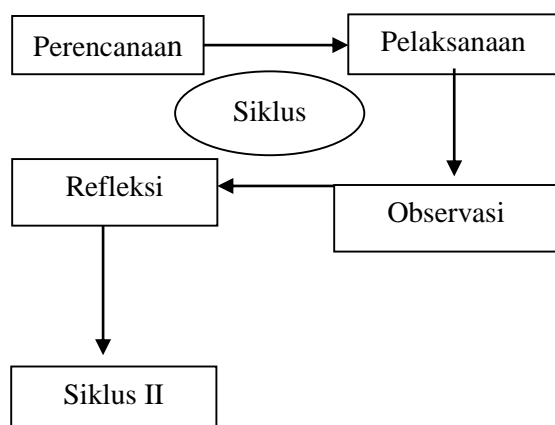 Perencanaan
Pelaksanaan
Siklus
Refleksi
Observasi
Siklus II